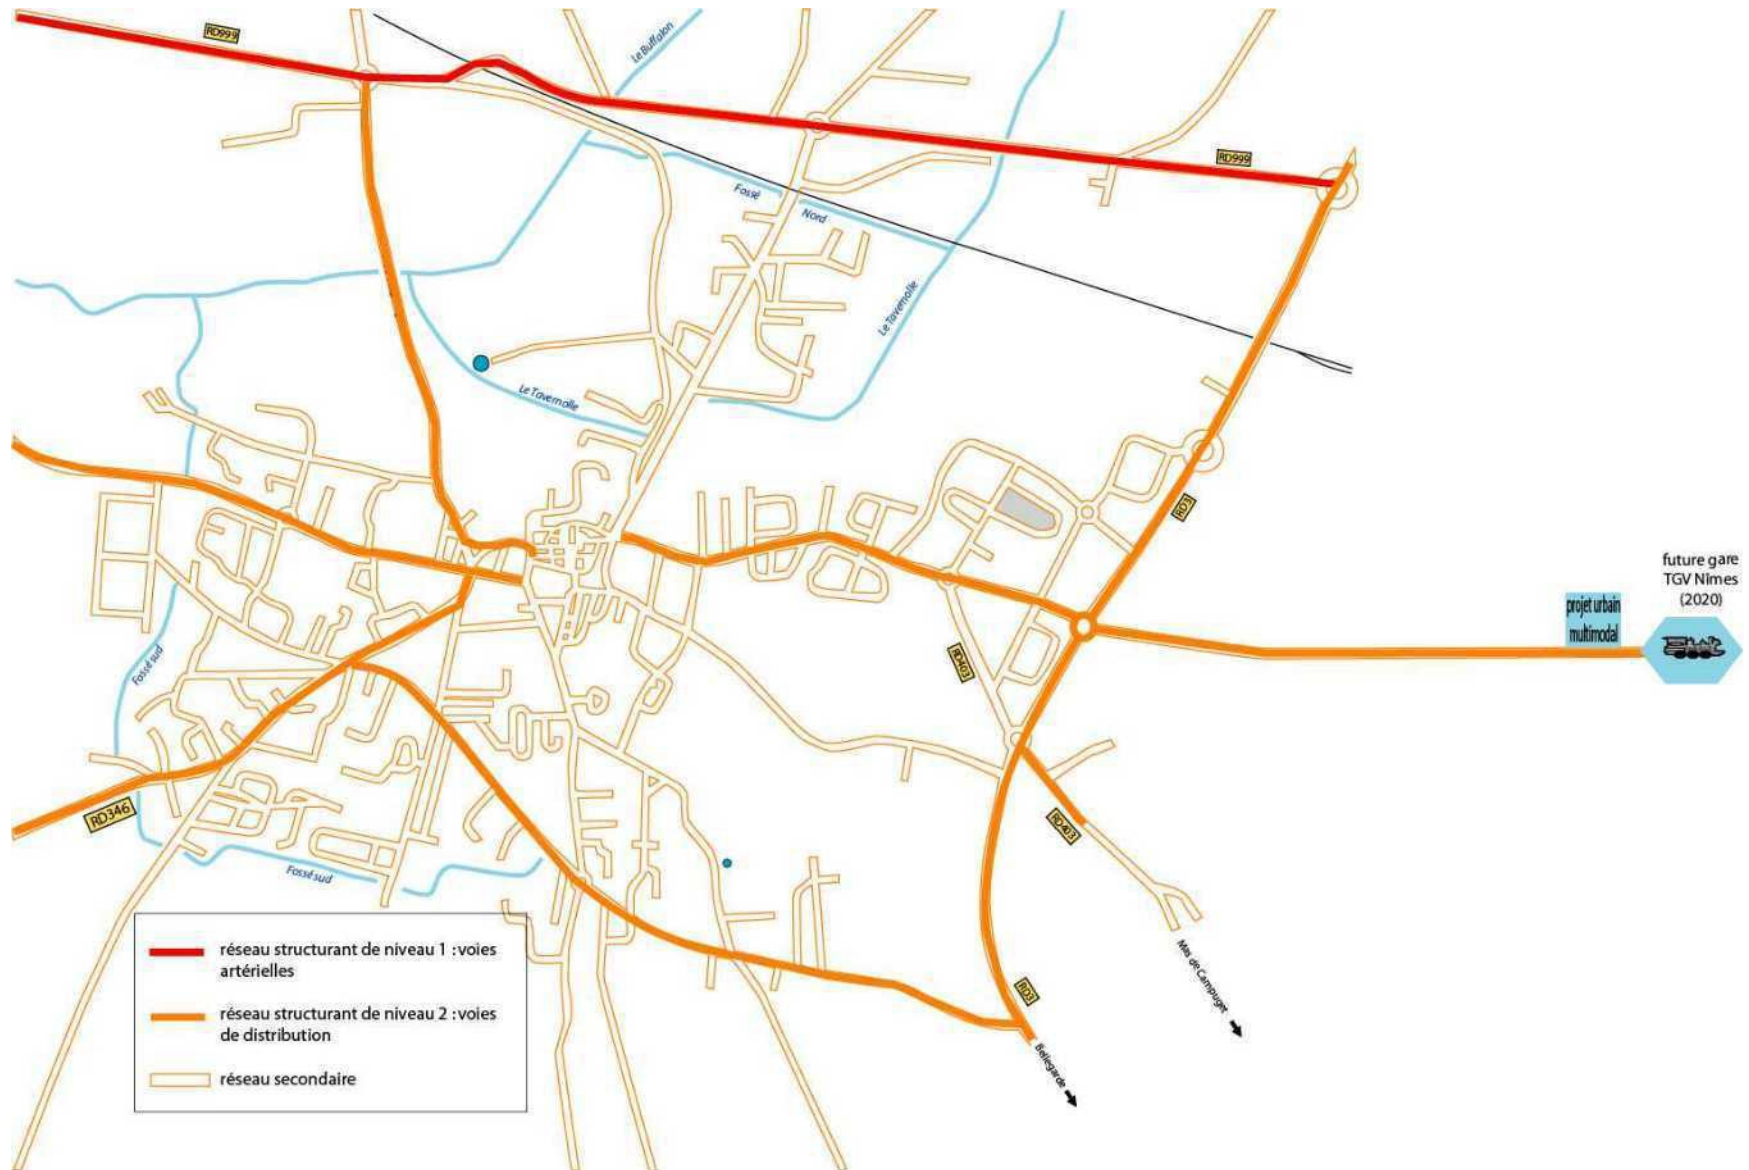 RD999
Le Buffalon
RD999
Fossé
Nord
Le Tavernolle
Le Tavernolle
RD3
future gare
TGV Nîmes
(2020)
projet urbain
multimodal
Fossé sud
RD403
RD346
RD403
Fossé sud
Mas de Campuget
RD3
Bellegarde
réseau structurant de niveau 1 : voies
artérielles
réseau structurant de niveau 2 : voies
de distribution
réseau secondaire